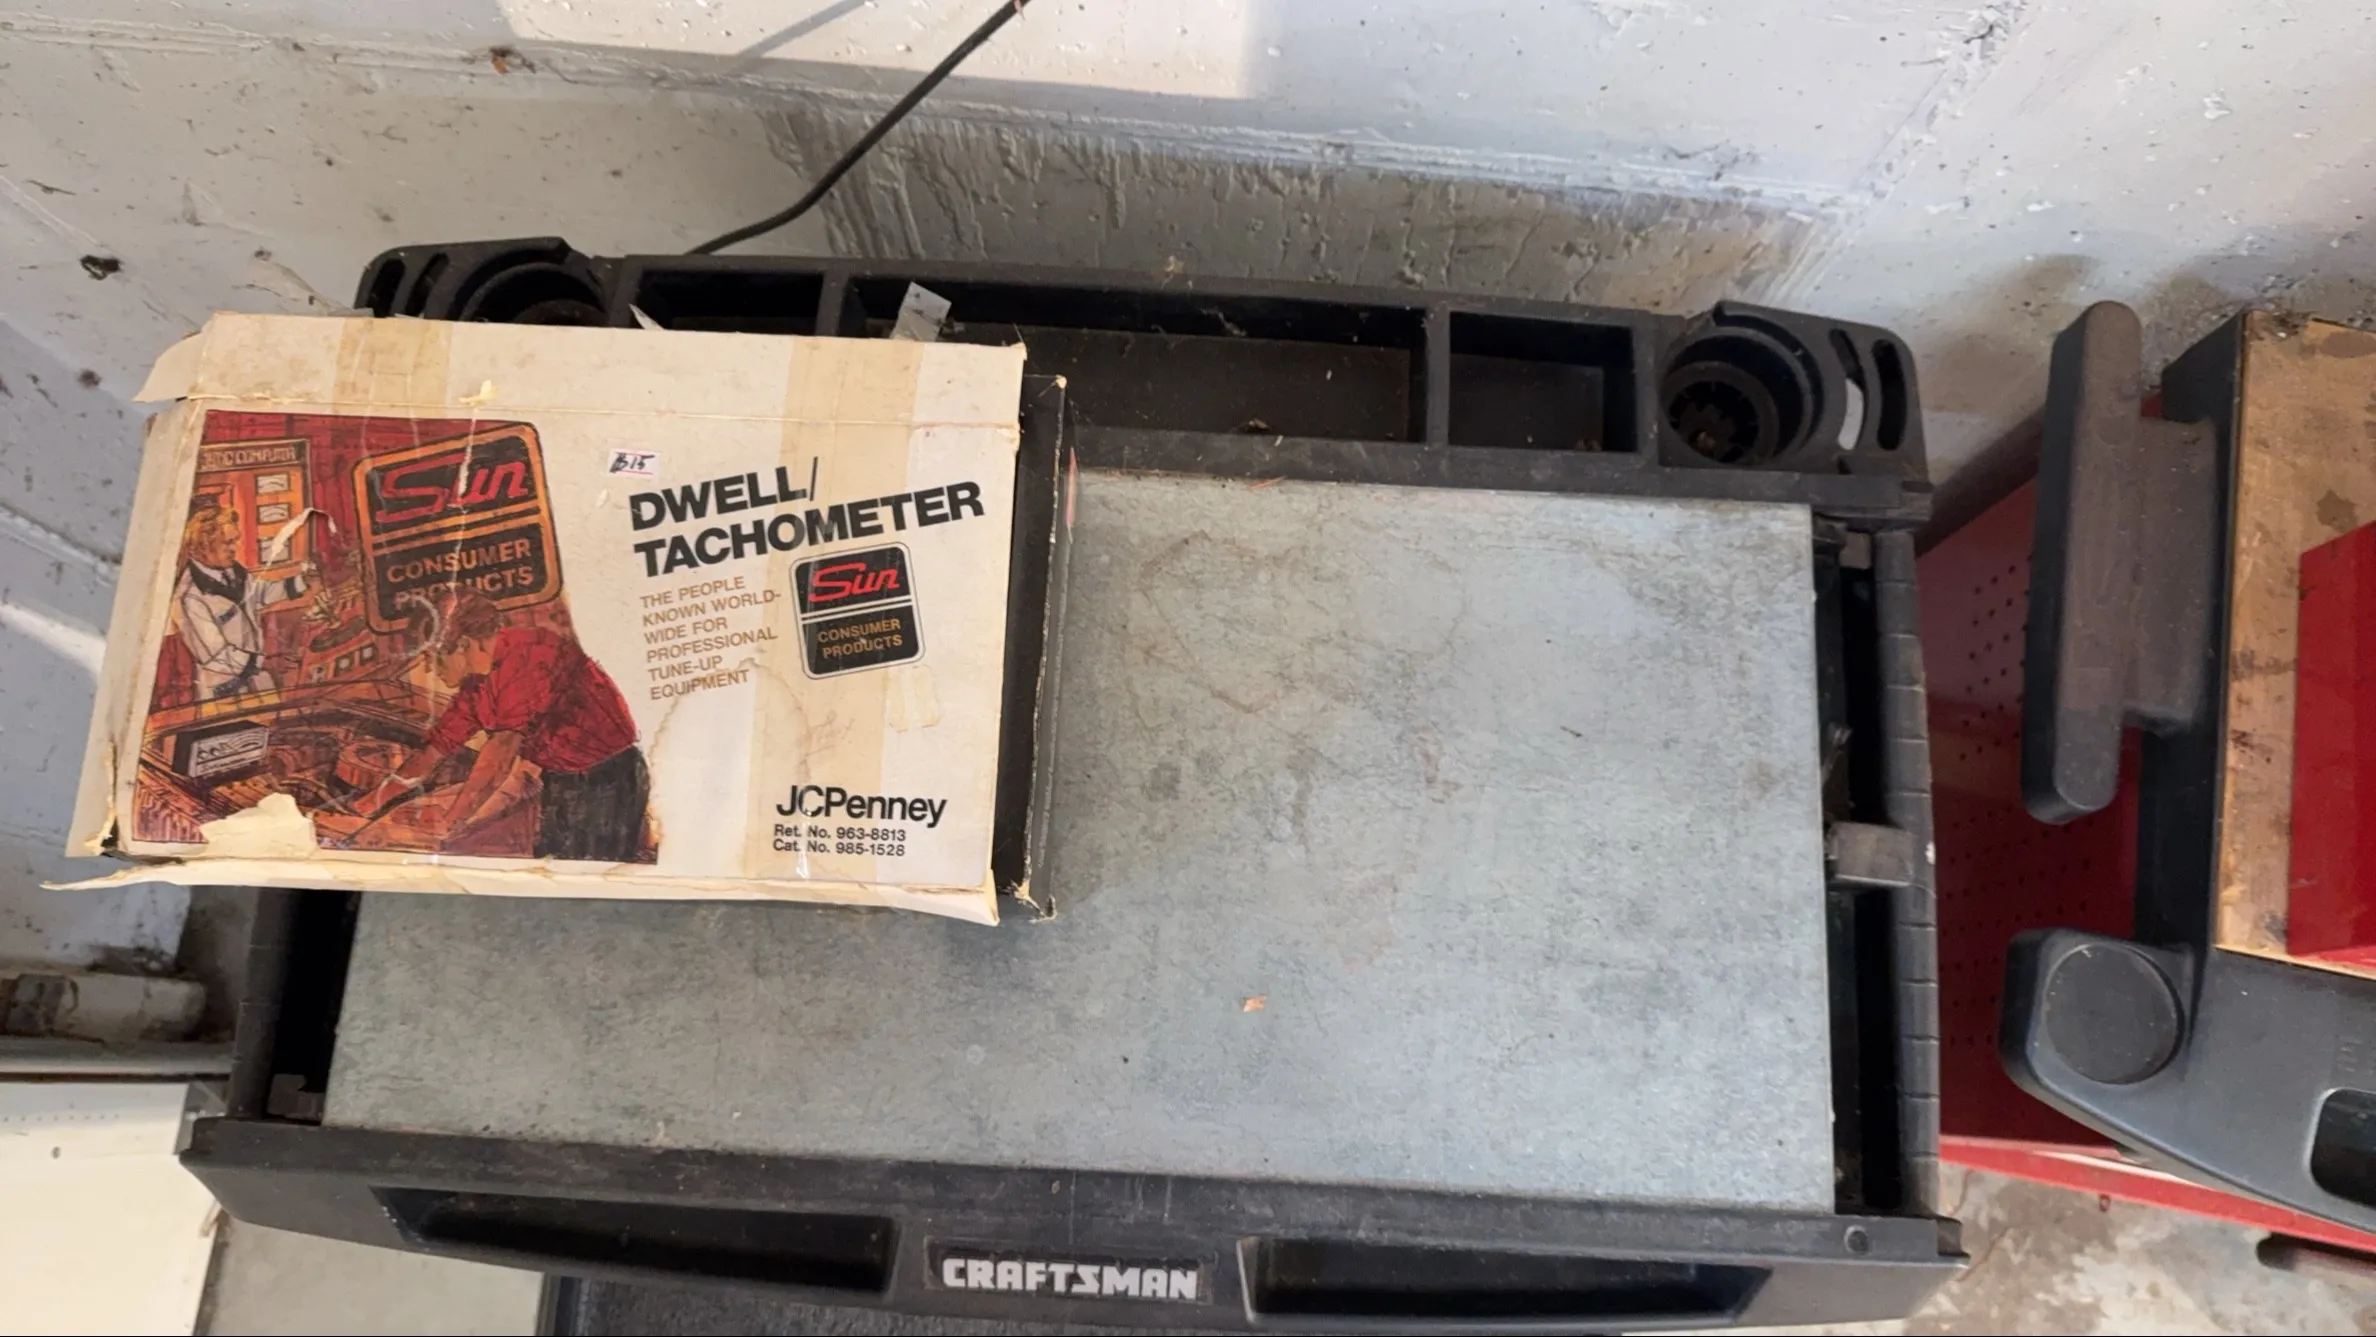 Sun
CONSUMER
PRODUCTS
B15
DWELL/
TACHOMETER
THE PEOPLE
KNOWN WORLD-
WIDE FOR
PROFESSIONAL
TUNE-UP
EQUIPMENT
Sun
CONSUMER
PRODUCTS
JCPenney
Ret. No. 963-8813
Cat. No. 985-1528
CRAFTSMAN